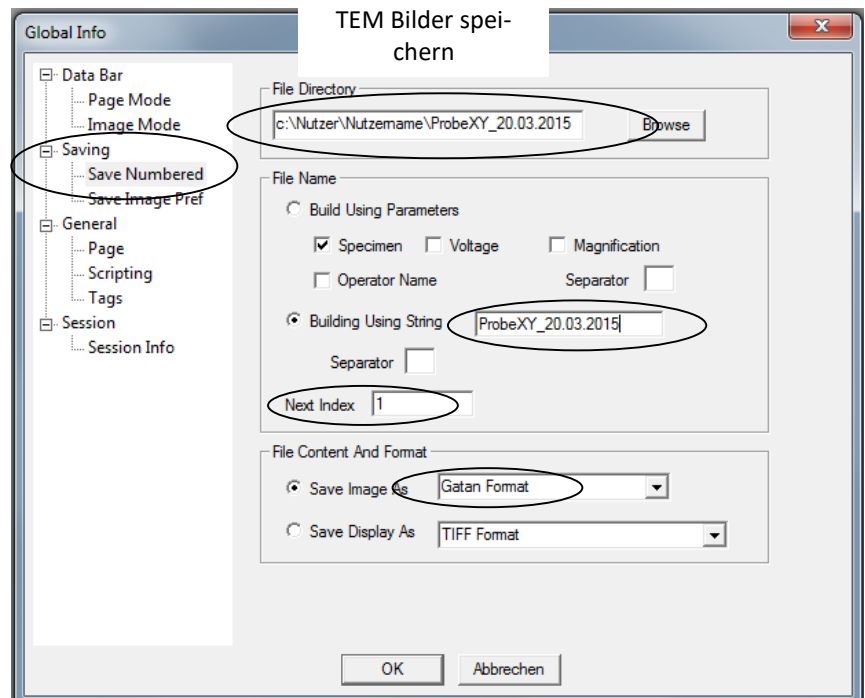 TEM Bilder spei-
chern
Global Info
Data Bar
Page Mode
Image Mode
Saving
Save Numbered
Save Image Pref
General
Page
Scripting
Tags
Session
Session Info
File Directory
c:\Nutzer\Nutzername\ProbeXY_20.03.2015
Browse
File Name
Build Using Parameters
Specimen Voltage Magnification
Operator Name Separator
Building Using String ProbeXY_20.03.2015
Separator
Next Index 1
File Content And Format
Save Image As Gatan Format
Save Display As TIFF Format
OK Abbrechen